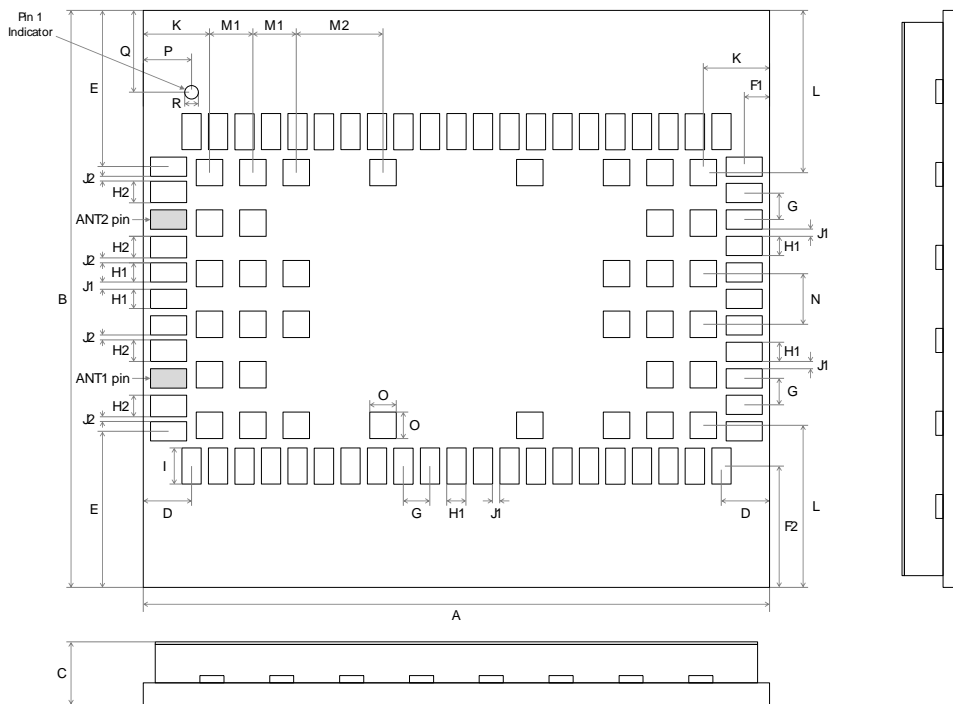 Pin 1
Indicator
K
M1
M1
M2
Q
P
E
R
K
F1
L
J2
H2
G
ANT2 pin
J1
H2
H1
J2
H1
B
J1
N
H1
J2
H1
H2
J1
ANT1 pin
G
H2
O
J2
O
I
E
D
G
H1
J1
D
F2
L
A
C